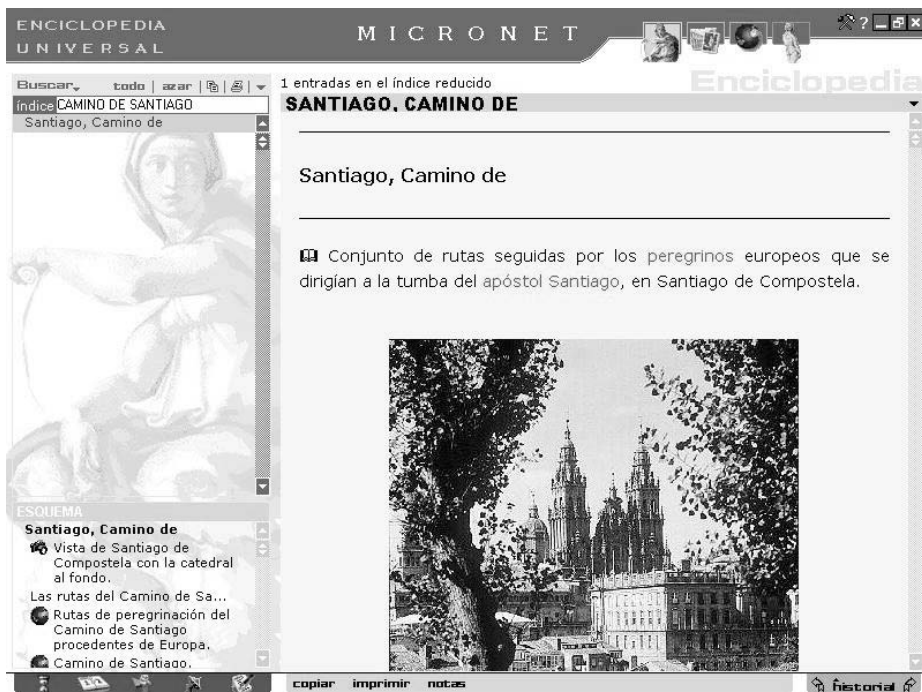 ENCICLOPEDIA
UNIVERSAL
MICRONET
?
Buscar todo | azar
índice CAMINO DE SANTIAGO
Santiago, Camino de
1 entradas en el índice reducido
Enciclopedia
SANTIAGO, CAMINO DE
Santiago, Camino de
Conjunto de rutas seguidas por los peregrinos europeos que se
dirigían a la tumba del apóstol Santiago, en Santiago de Compostela.
ESQUEMA
Santiago, Camino de
Vista de Santiago de
Compostela con la catedral
al fondo.
Las rutas del Camino de Sa...
Rutas de peregrinación del
Camino de Santiago
procedentes de Europa.
Camino de Santiago.
copiar imprimir notas
historial